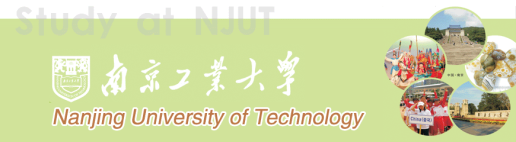 Study at NJUT
南京工业大学
Nanjing University of Technology